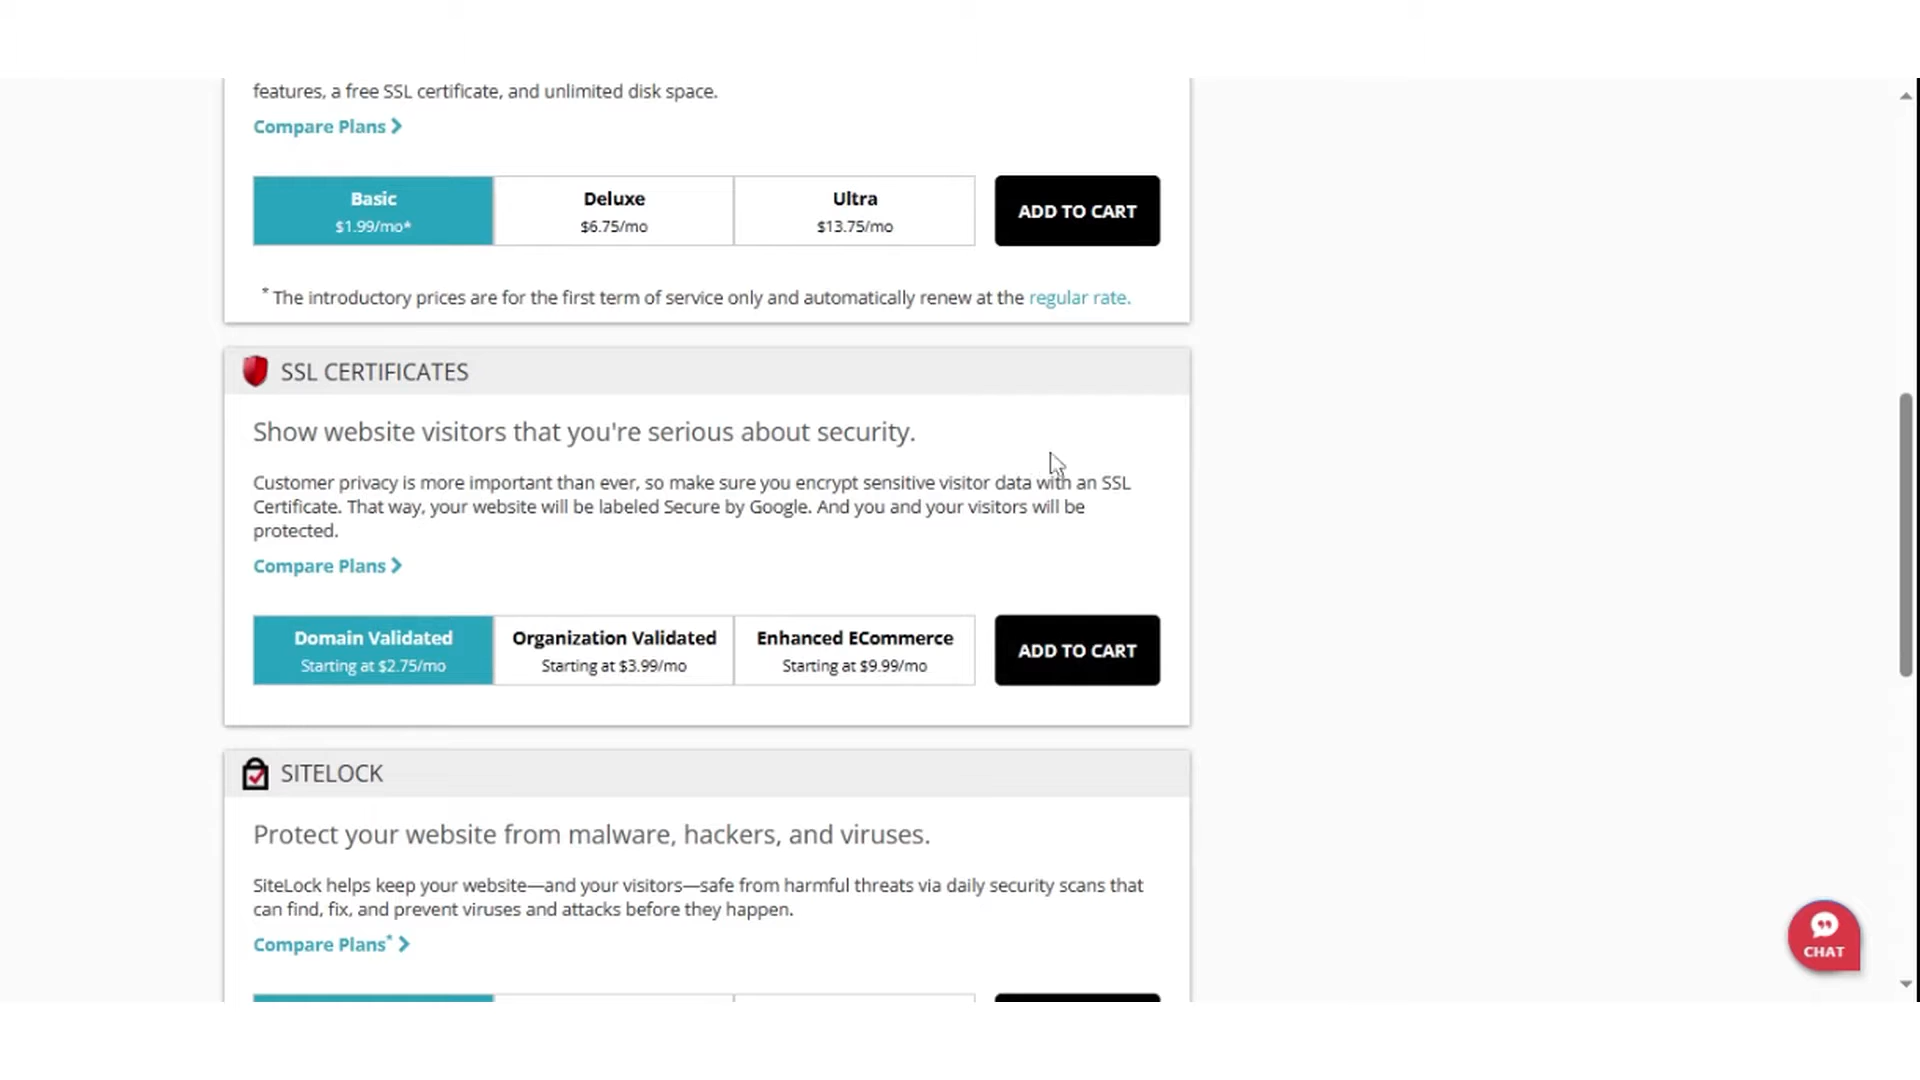 features, a free SSL certificate, and unlimited disk space.
Compare Plans
Basic
$1.99/mo*
Deluxe
$6.75/mo
Ultra
$13.75/mo
ADD TO CART
* The introductory prices are for the first term of service only and automatically renew at the regular rate.
SSL CERTIFICATES
Show website visitors that you're serious about security.
Customer privacy is more important than ever, so make sure you encrypt sensitive visitor data with an SSL
Certificate. That way, your website will be labeled Secure by Google. And you and your visitors will be
protected.
Compare Plans
Domain Validated
Starting at $2.75/mo
Organization Validated
Starting at $3.99/mo
Enhanced ECommerce
Starting at $9.99/mo
ADD TO CART
SITELOCK
Protect your website from malware, hackers, and viruses.
SiteLock helps keep your website—and your visitors—safe from harmful threats via daily security scans that
can find, fix, and prevent viruses and attacks before they happen.
Compare Plans*
CHAT